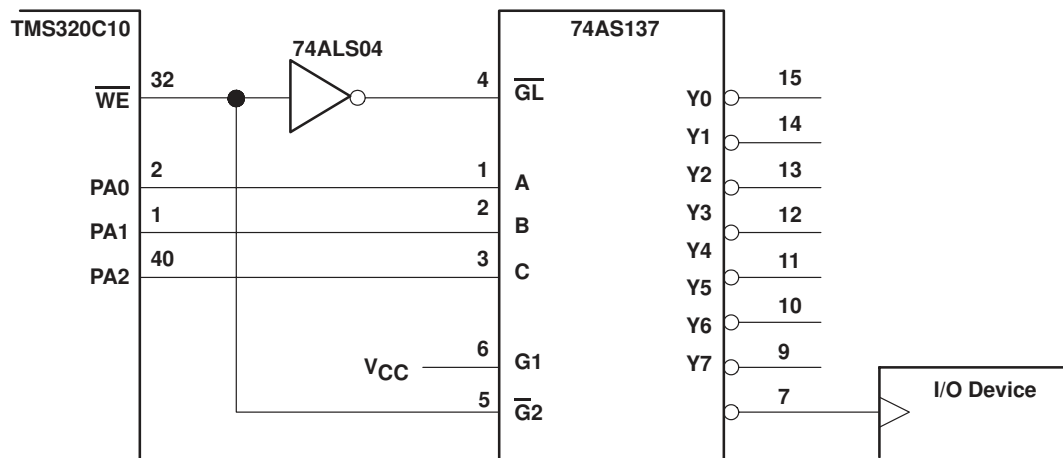 TMS320C10
74AS137
74ALS04
WE
32
4
GL
Y0
15
Y1
14
PA0
2
1
A
Y2
13
PA1
1
2
B
Y3
12
PA2
40
3
C
Y4
11
Y5
10
Y6
VCC
6
G1
Y7
9
5
G2
7
I/O Device